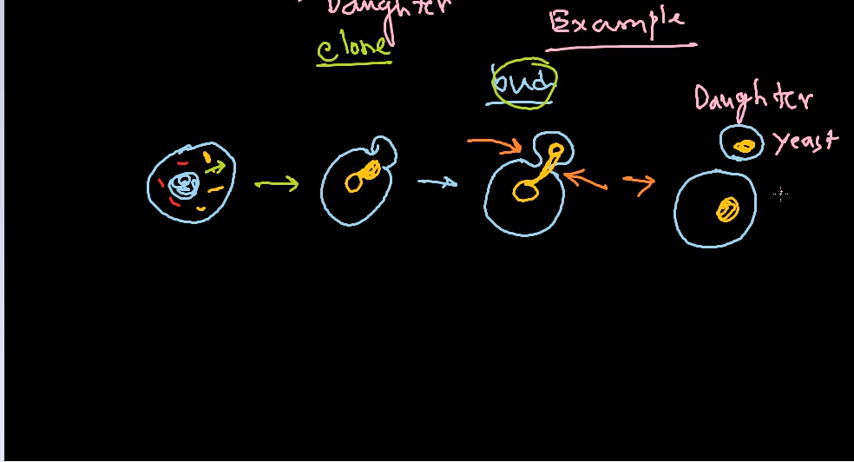 Daughter
clone
Example
bud
Daughter
yeast